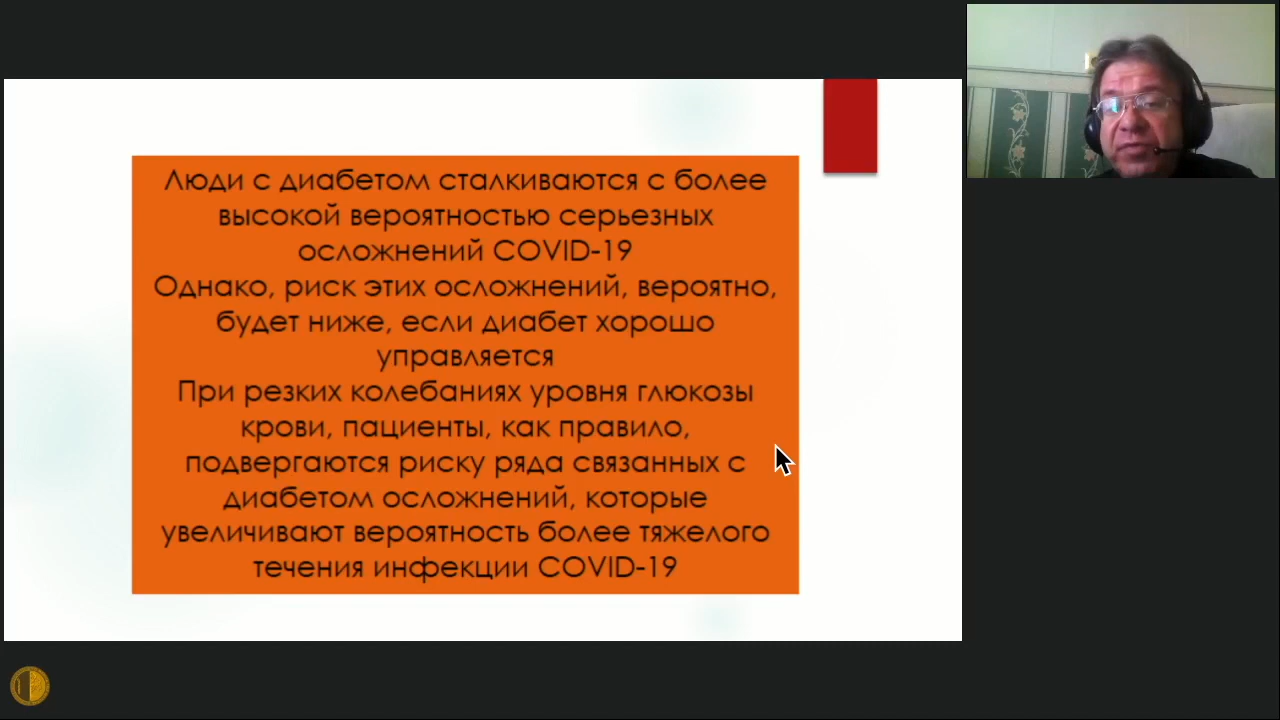 Люди с диабетом сталкиваются с более
высокой вероятностью серьезных
осложнений COVID-19
Однако, риск этих осложнений, вероятно,
будет ниже, если диабет хорошо
управляется
При резких колебаниях уровня глюкозы
крови, пациенты, как правило,
подвергаются риску ряда связанных с
диабетом осложнений, которые
увеличивают вероятность более тяжелого
течения инфекции COVID-19